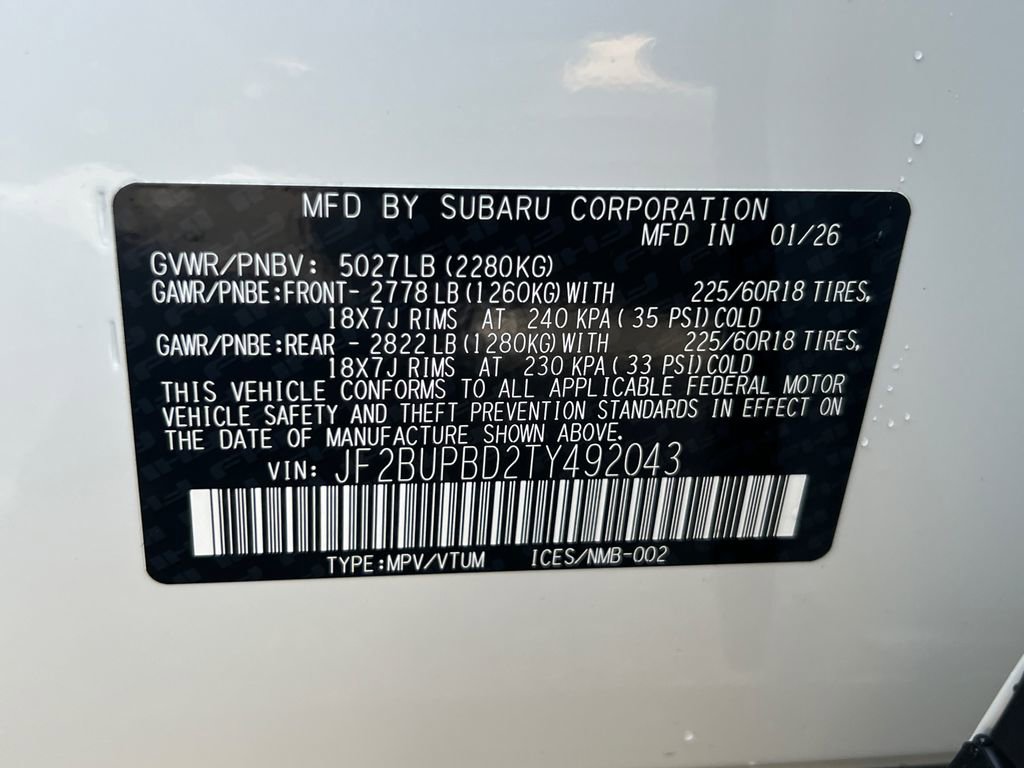 MFD BY SUBARU CORPORATION
MFD IN 01/26
GVWR/PNBV: 5027LB (2280KG)
GAWR/PNBE:FRONT- 2778 LB (1260KG) WITH 225/60R18 TIRES,
18X7J RIMS AT 240 KPA ( 35 PSI) COLD
GAWR/PNBE:REAR - 2822 LB (1280KG) WITH 225/60R18 TIRES,
18X7J RIMS AT 230 KPA ( 33 PSI) COLD
THIS VEHICLE CONFORMS TO ALL APPLICABLE FEDERAL MOTOR
VEHICLE SAFETY AND THEFT PREVENTION STANDARDS IN EFFECT ON
THE DATE OF MANUFACTURE SHOWN ABOVE.
VIN: JF2BUPBD2TY492043
TYPE:MPV/VTUM ICES/NMB-002